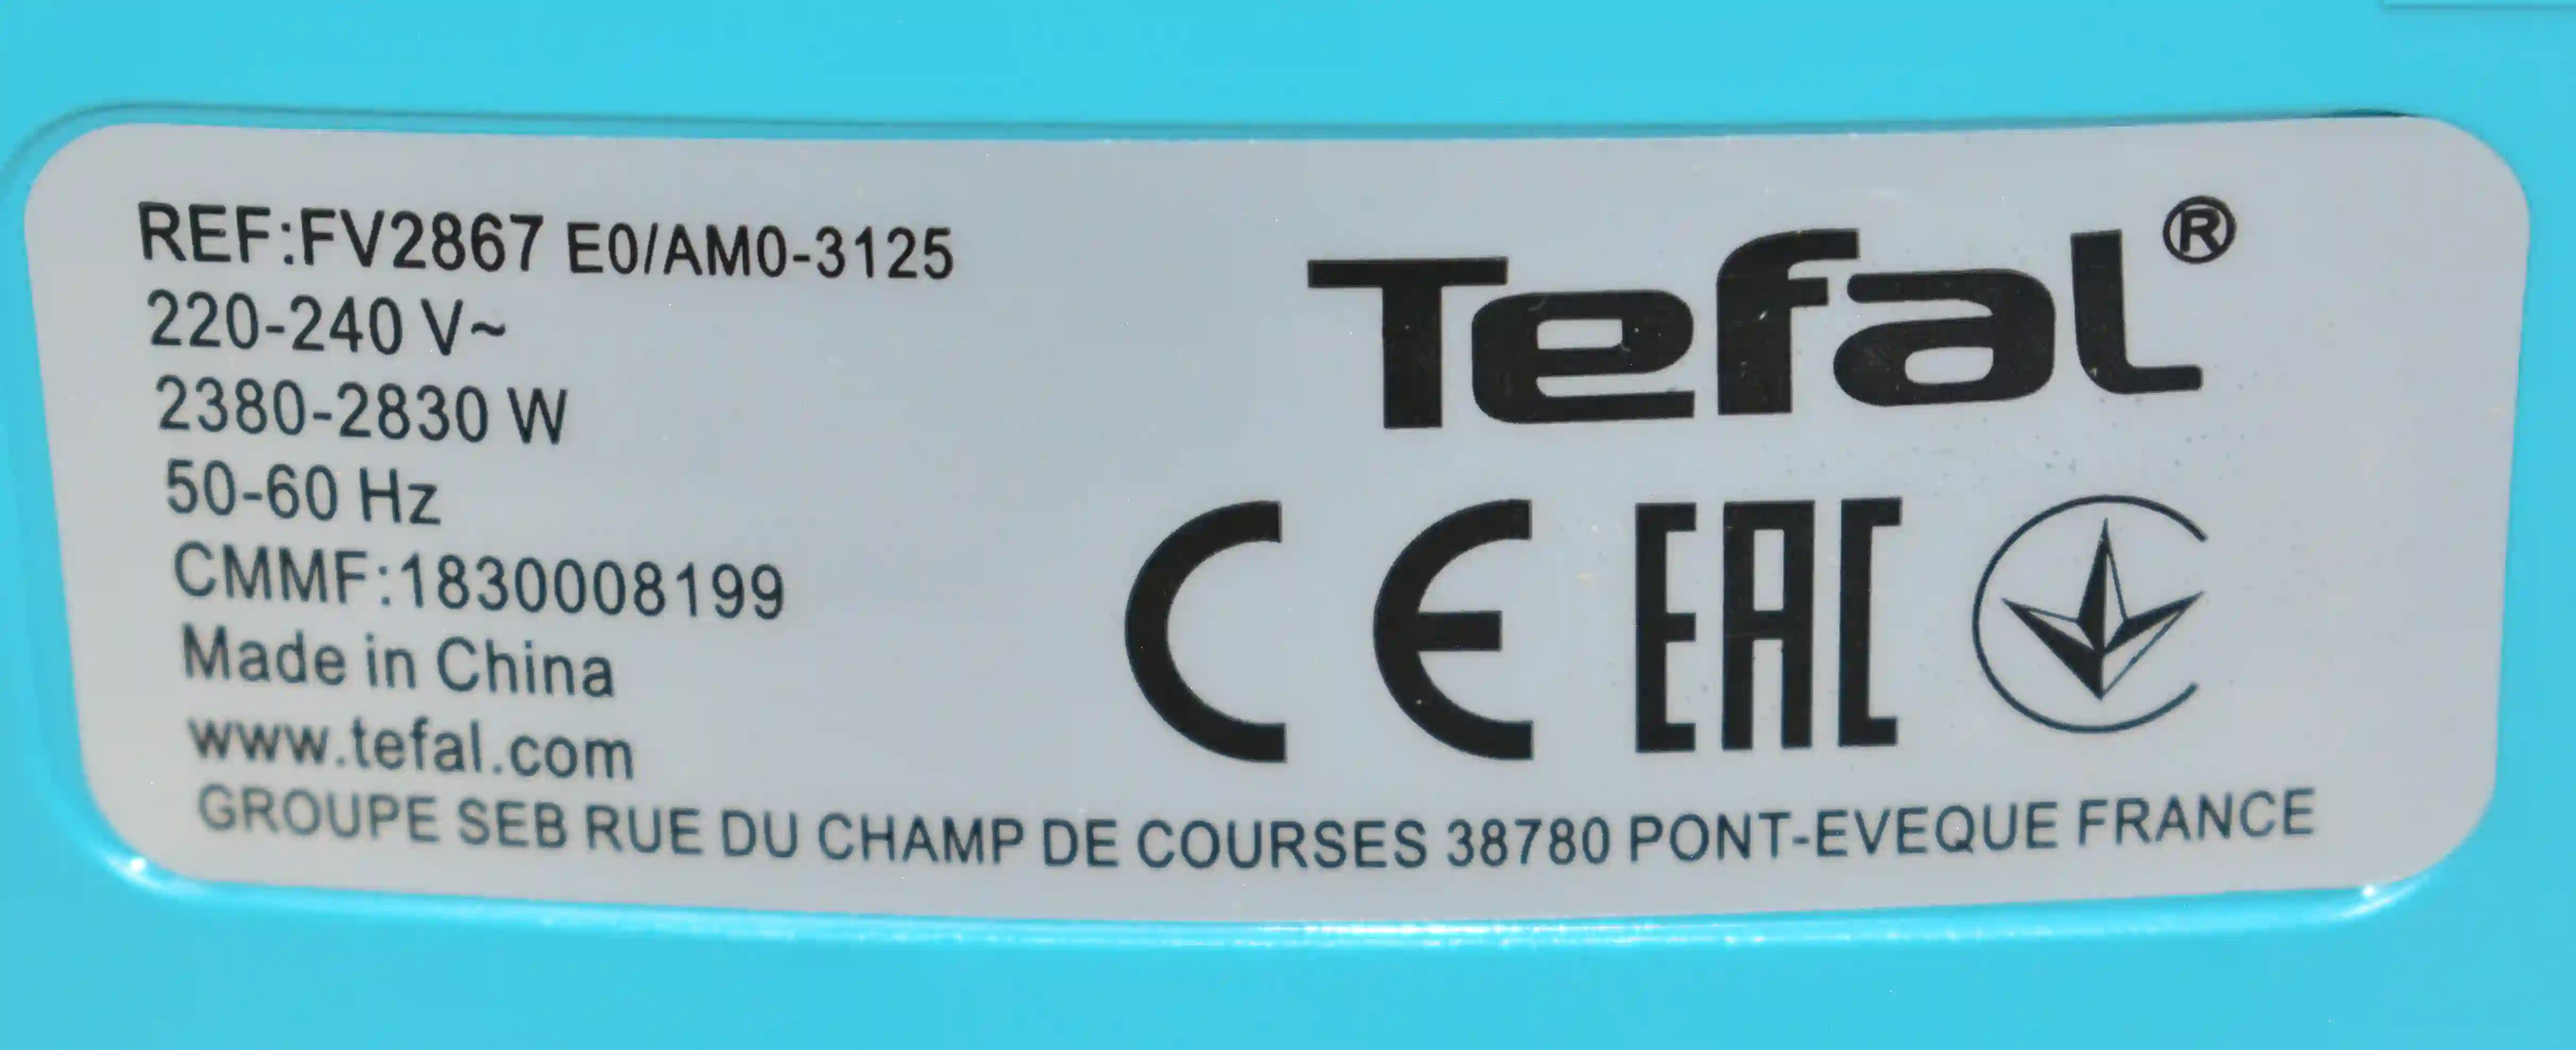 REF:FV2867 E0/AM0-3125
220-240 V~
2380-2830 W
50-60 Hz
CMMF:1830008199
Made in China
www.tefal.com
Tefal®
CE EAC
GROUPE SEB RUE DU CHAMP DE COURSES 38780 PONT-EVEQUE FRANCE